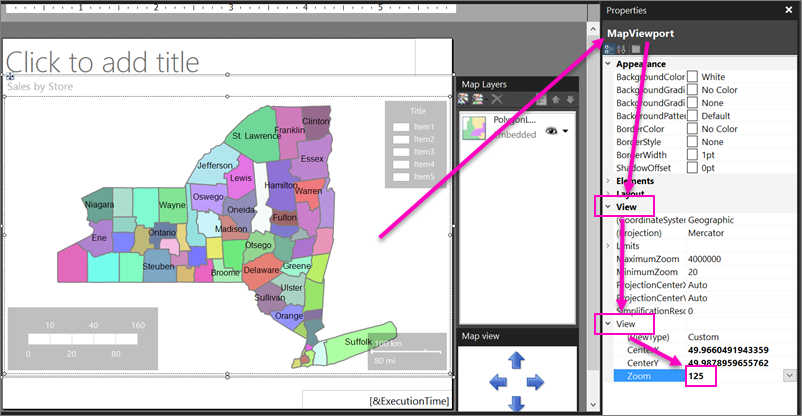 1 2 3 4 5
Click to add title
Sales by Store
Title
Item1
Item2
Item3
Item4
Item5
Clinton
Franklin
St. Lawrence
Essex
Jefferson
Lewis
Hamilton
Warren
Oswego
Oneida
Niagara
Wayne
Fulton
Madison
Erie
Ontario
Otsego
Steuben
Broome
Delaware
Greene
Ulster
Sullivan
Orange
Suffolk
0 40 100 160
20 80
100 km
80 mi
[&ExecutionTime]
Map Layers
PolygonL...
Embedded
Map view
Properties
MapViewport
Appearance
BackgroundColor White
BackgroundGradi No Color
BackgroundGradi None
BackgroundPatter Default
BorderColor No Color
BorderStyle None
BorderWidth 1pt
ShadowOffset 0pt
Elements
Layout
View
(CoordinateSyster Geographic
(Projection) Mercator
Limits
MaximumZoom 4000000
MinimumZoom 20
ProjectionCenterX Auto
ProjectionCenterY Auto
SimplificationReso 0
View
(ViewType) Custom
CenterX 49.9660491943359
CenterY 49.9878959655762
Zoom 125